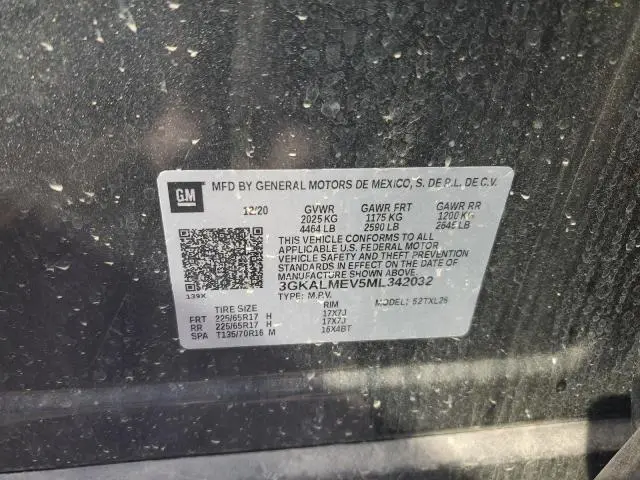 GM
MFD BY GENERAL MOTORS DE MEXICO, S. DE R.L. DE C.V.
12/20 GVWR GAWR FRT GAWR RR
2025 KG 1175 KG 1200 KG
4464 LB 2590 LB 2645 LB
THIS VEHICLE CONFORMS TO ALL
APPLICABLE U.S. FEDERAL MOTOR
VEHICLE SAFETY, BUMPER, AND THEFT
PREVENTION STANDARDS IN EFFECT ON THE DATE OF
MANUFACTURE SHOWN ABOVE.
3GKALMEV5ML342032
139X
TYPE: M.P.V. MODEL:
TIRE SIZE RIM
FRT 225/65R17 H 17X7J
RR 225/65R17 H 17X7J
SPA T135/70R16 M 16X4BT